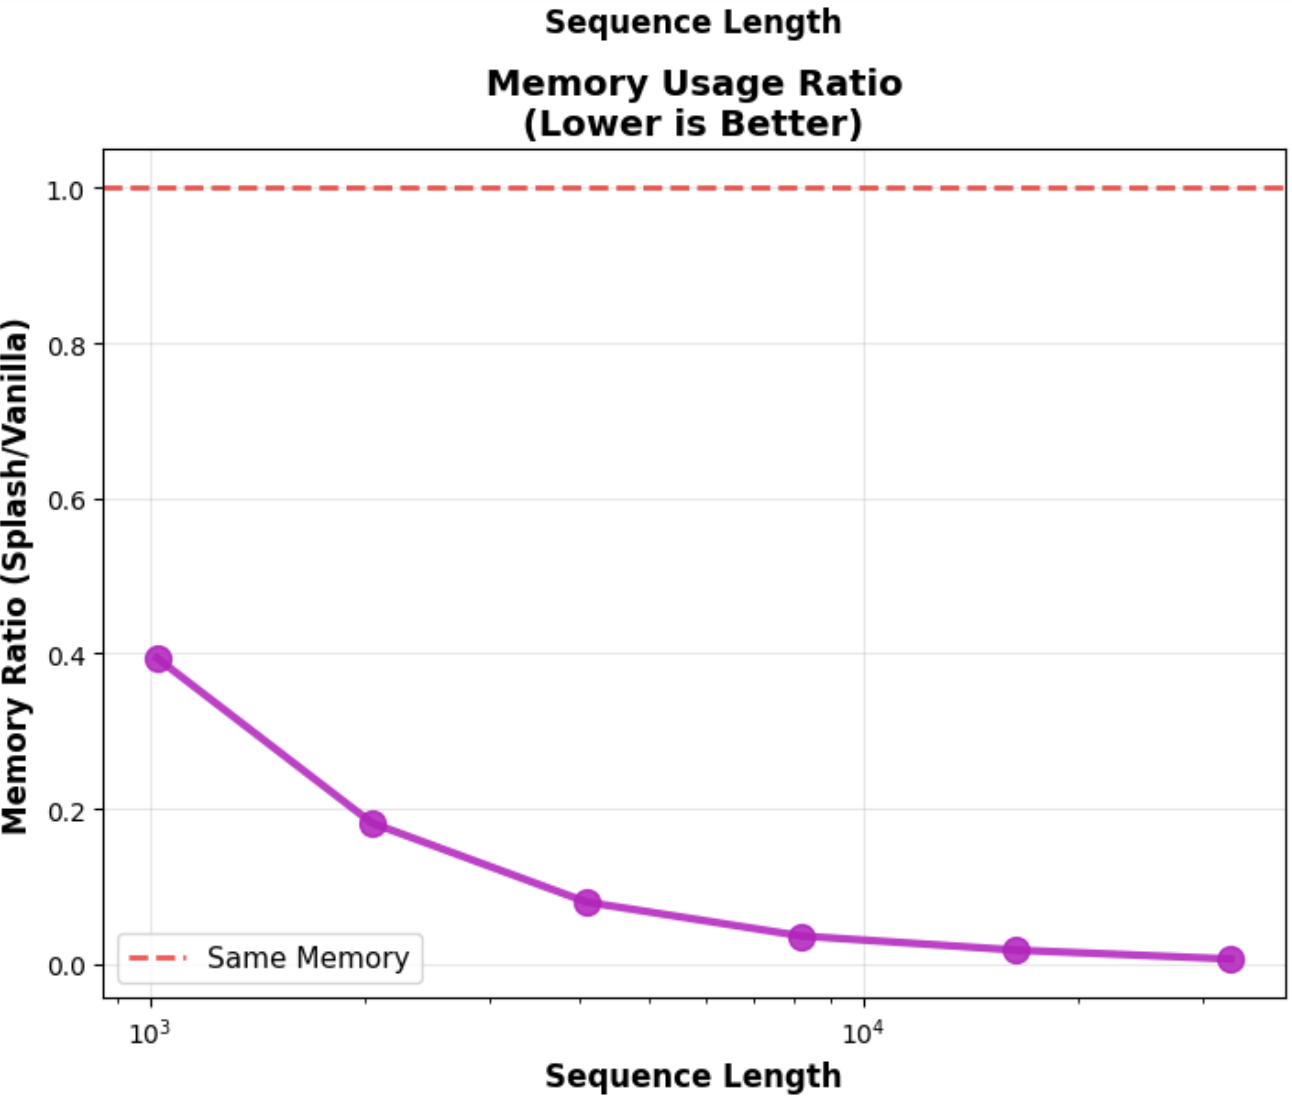 Sequence Length
Memory Usage Ratio
(Lower is Better)
Memory Ratio (Splash/Vanilla)
1.0
0.8
0.6
0.4
0.2
0.0
Same Memory
10³
10⁴
Sequence Length